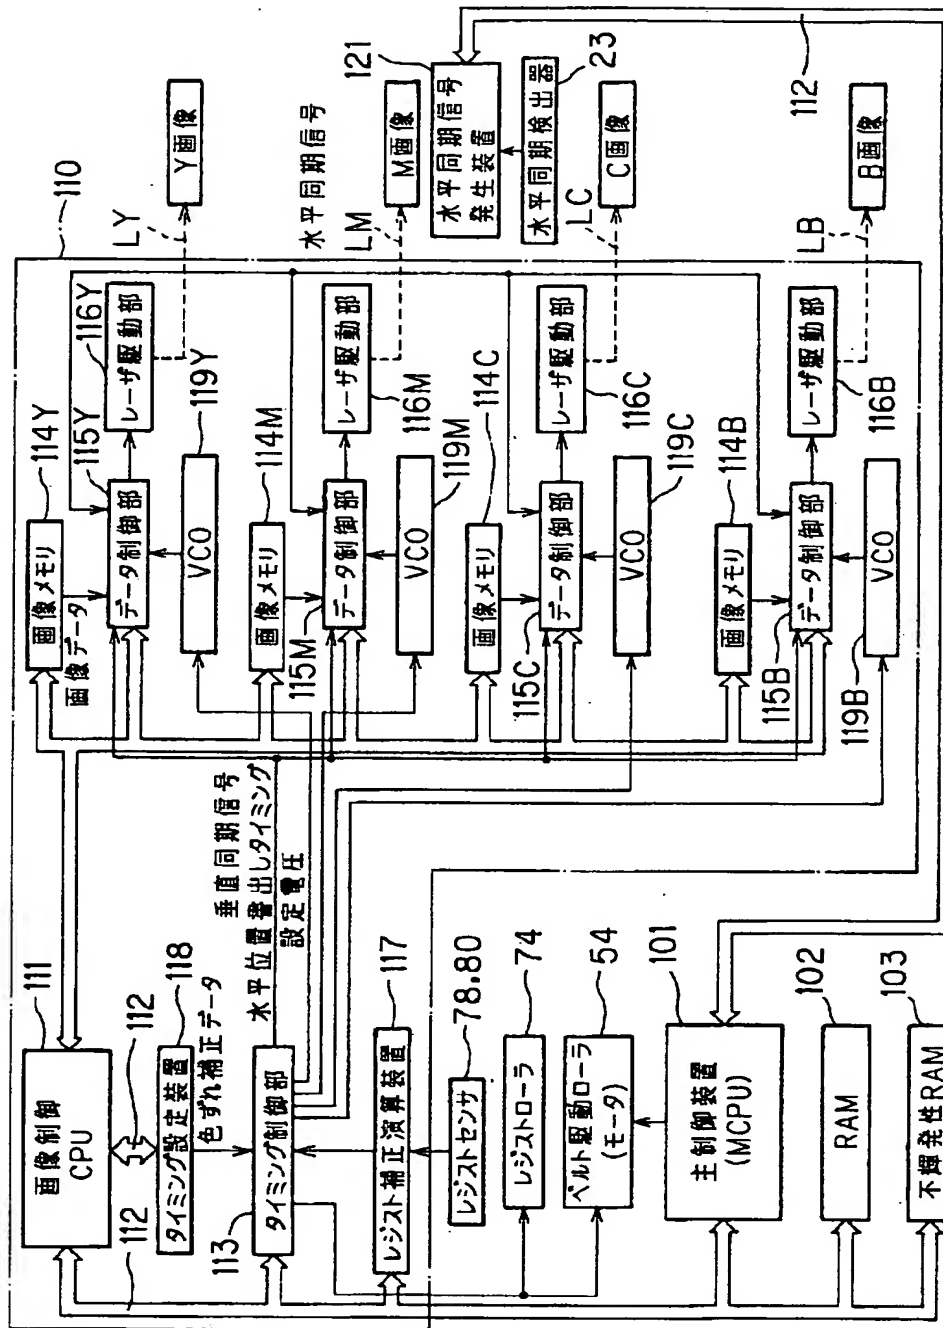 画像制御
CPU
111
112
112
タイミング設定装置
118
色ずれ補正データ
タイミング制御部
113
レジスト補正演算装置
117
レジストセンサ
78,80
レジストローラ
74
ベルト駆動ローラ
(モータ)
54
主制御装置
(MCPU)
101
RAM
102
不揮発性RAM
103
垂直同期信号
水平位置書出しタイミング
設定電圧
110
画像メモリ
114Y
画像データ
データ制御部
115Y
レーザ駆動部
116Y
VCO
119Y
LY
Y画像
画像メモリ
114M
データ制御部
115M
レーザ駆動部
116M
VCO
119M
水平同期信号
LM
M画像
水平同期信号
発生装置
121
水平同期検出器
23
画像メモリ
114C
データ制御部
115C
レーザ駆動部
116C
VCO
119C
LC
C画像
画像メモリ
114B
データ制御部
115B
レーザ駆動部
116B
VCO
119B
LB
B画像
112